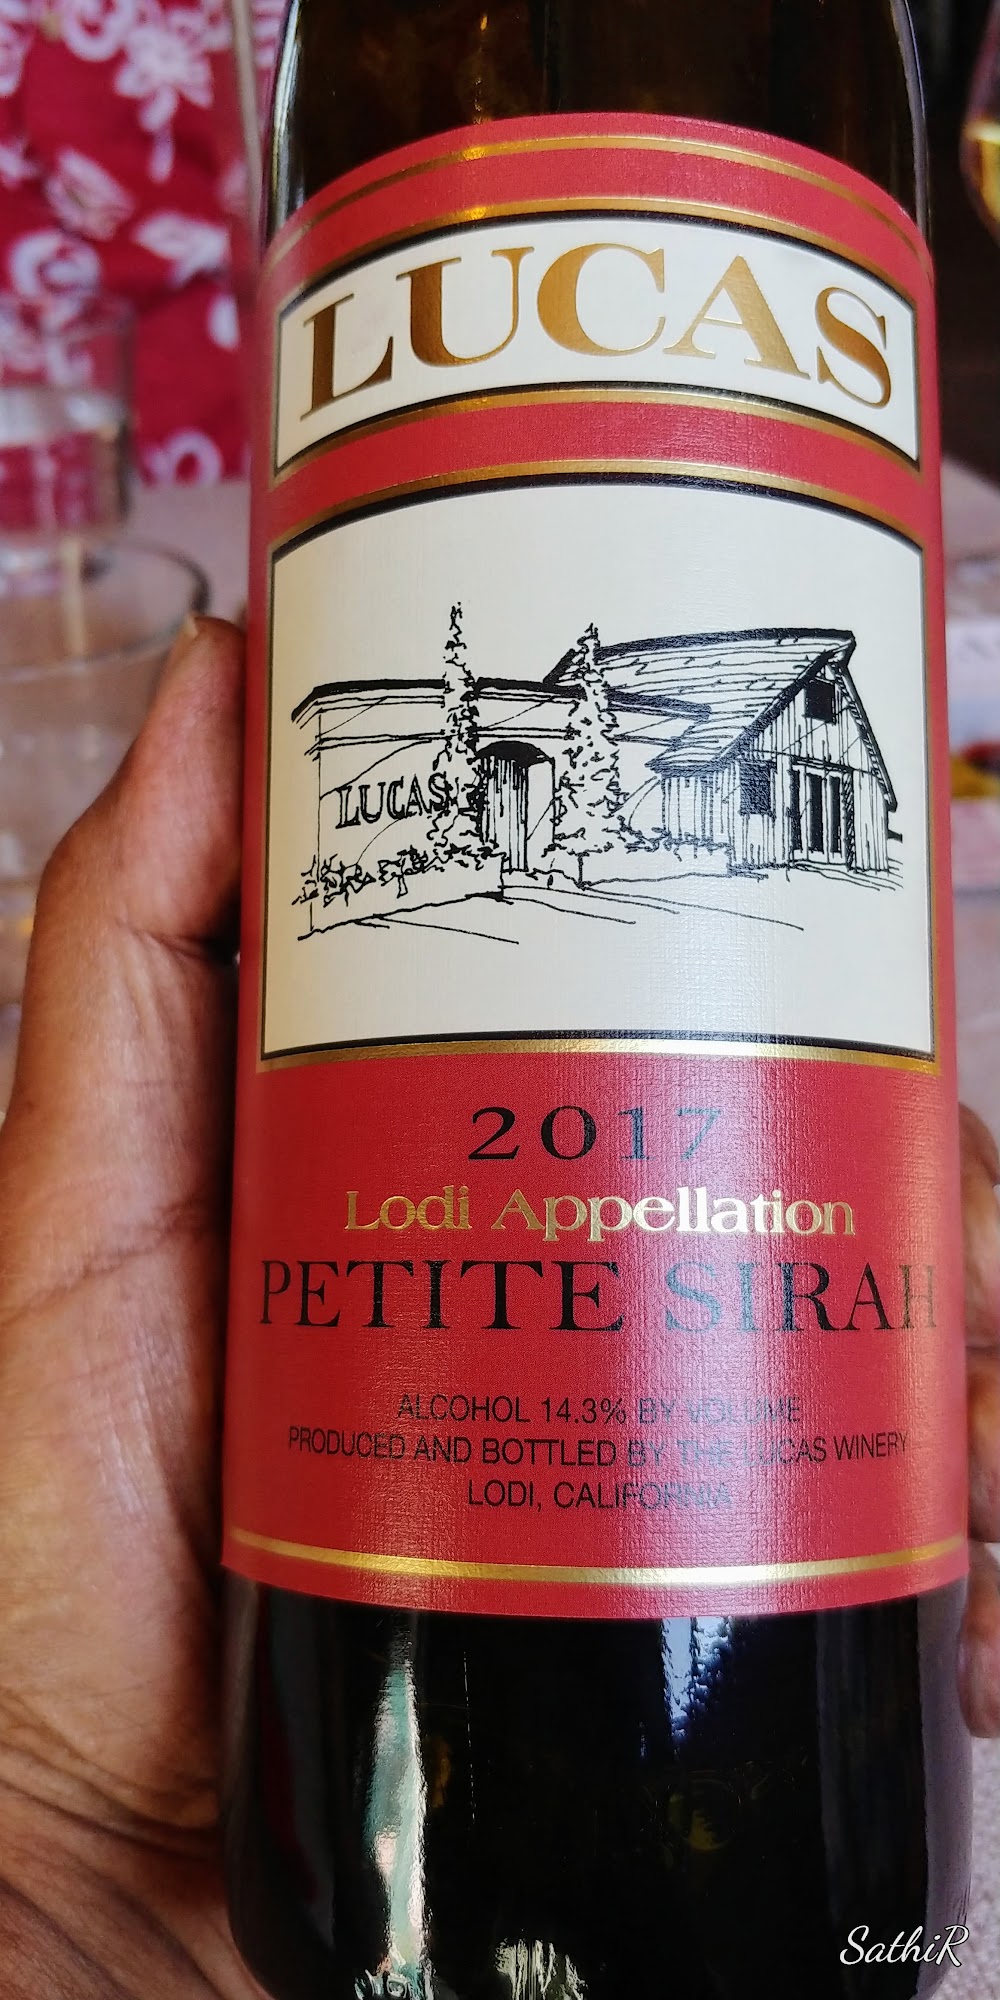 LUCAS
LUCAS
2017
Lodi Appellation
PETITE SIRAH
ALCOHOL 14.3% BY VOLUME
PRODUCED AND BOTTLED BY THE LUCAS WINERY
LODI, CALIFORNIA
SathiR